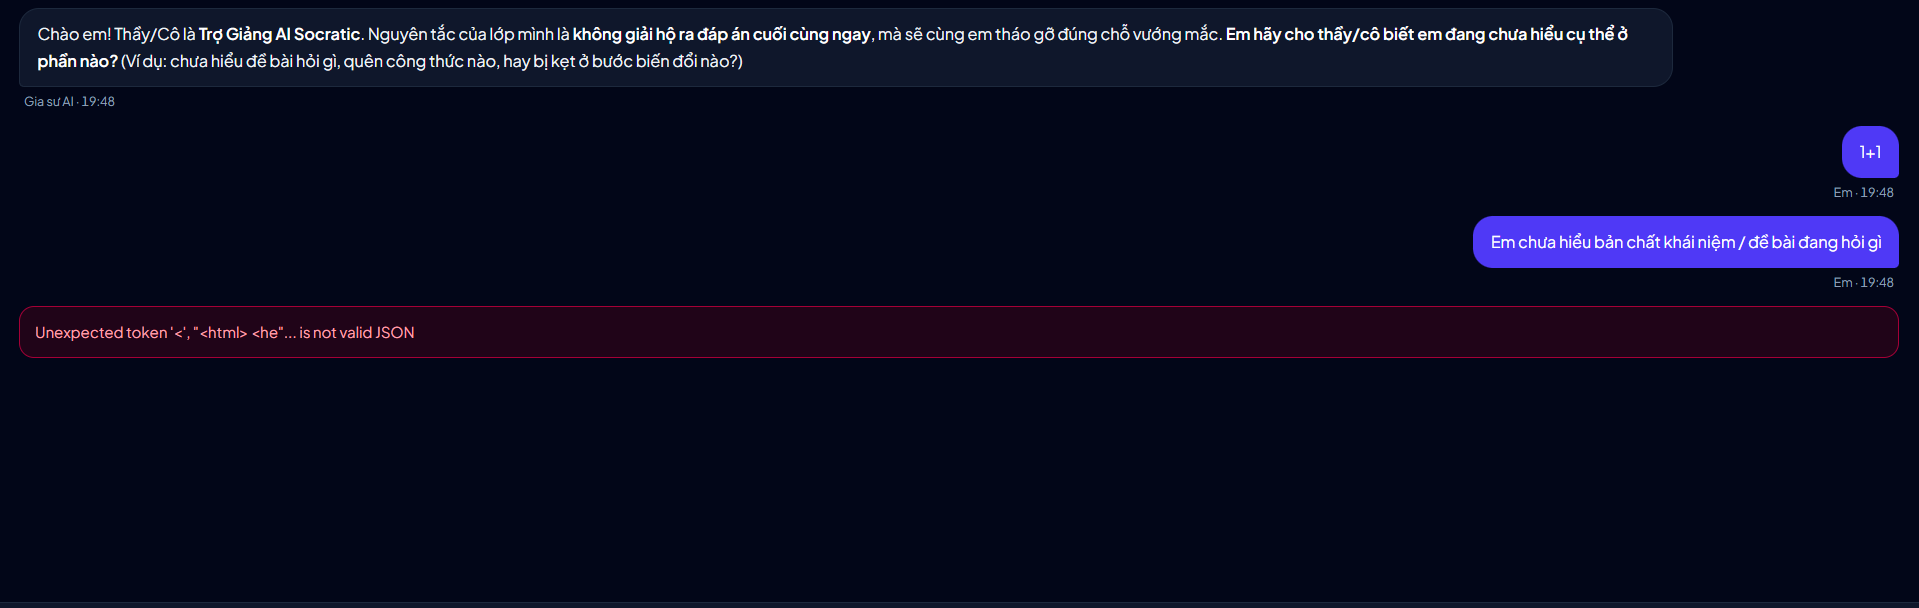 Chào em! Thầy/Cô là Trợ Giảng AI Socratic. Nguyên tắc của lớp mình là không giải hộ ra đáp án cuối cùng ngay, mà sẽ cùng em tháo gỡ đúng chỗ vướng mắc. Em hãy cho thầy/cô biết em đang chưa hiểu cụ thể ở
phần nào? (Ví dụ: chưa hiểu đề bài hỏi gì, quên công thức nào, hay bị kẹt ở bước biến đổi nào?)
Gia sư AI · 19:48
1+1
Em · 19:48
Em chưa hiểu bản chất khái niệm / đề bài đang hỏi gì
Em · 19:48
Unexpected token '<', "<html> <he"... is not valid JSON